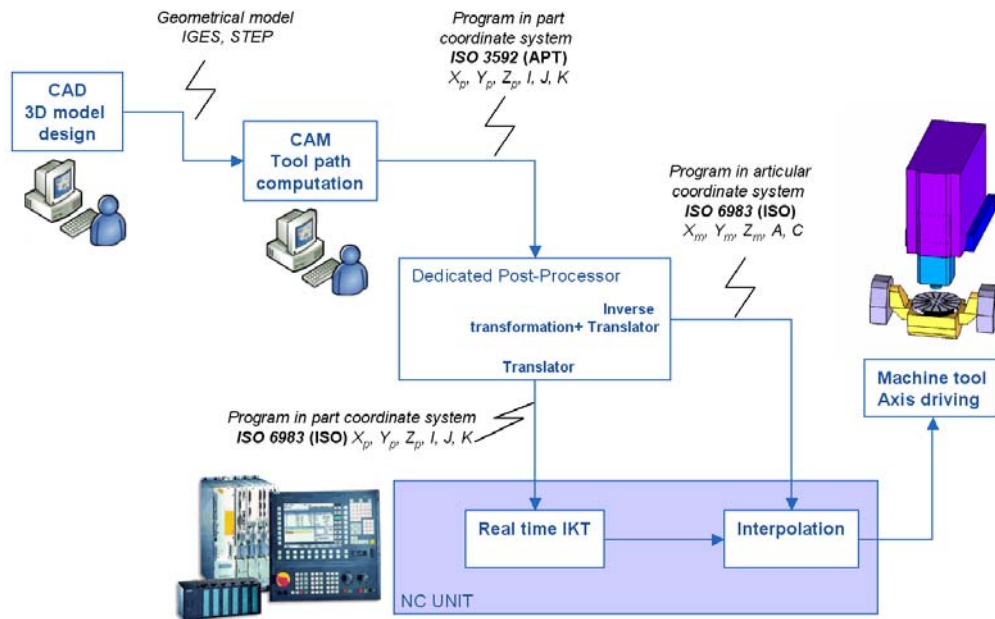 Geometrical model
IGES, STEP
Program in part
coordinate system
ISO 3592 (APT)
Xp, Yp, Zp, I, J, K
CAD
3D model
design
CAM
Tool path
computation
Program in articular
coordinate system
ISO 6983 (ISO)
Xm, Ym, Zm, A, C
Dedicated Post-Processor
Inverse
transformation+ Translator
Translator
Machine tool
Axis driving
Program in part coordinate system
ISO 6983 (ISO) Xp, Yp, Zp, I, J, K
Real time IKT
Interpolation
NC UNIT